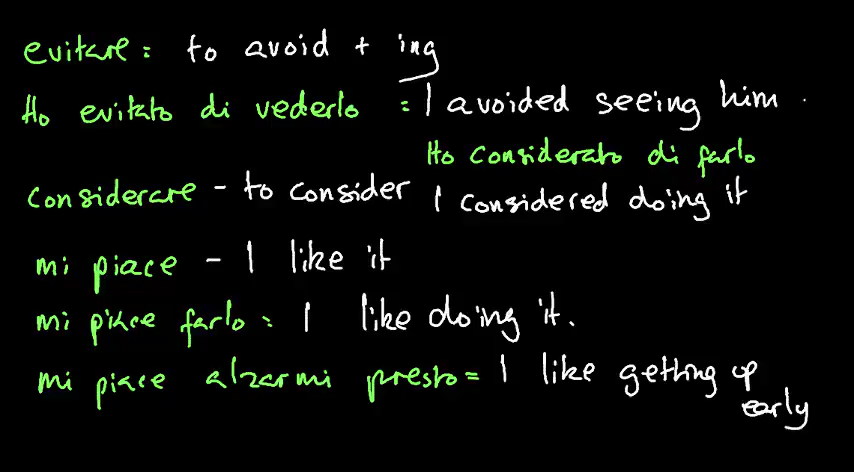 evitare = to avoid + ing
Ho evitato di vederlo = I avoided seeing him.
Ho considerato di farlo
considerare - to consider I considered doing it
mi piace - I like it
mi piace farlo = I like doing it.
mi piace alzarmi presto = I like getting up
early